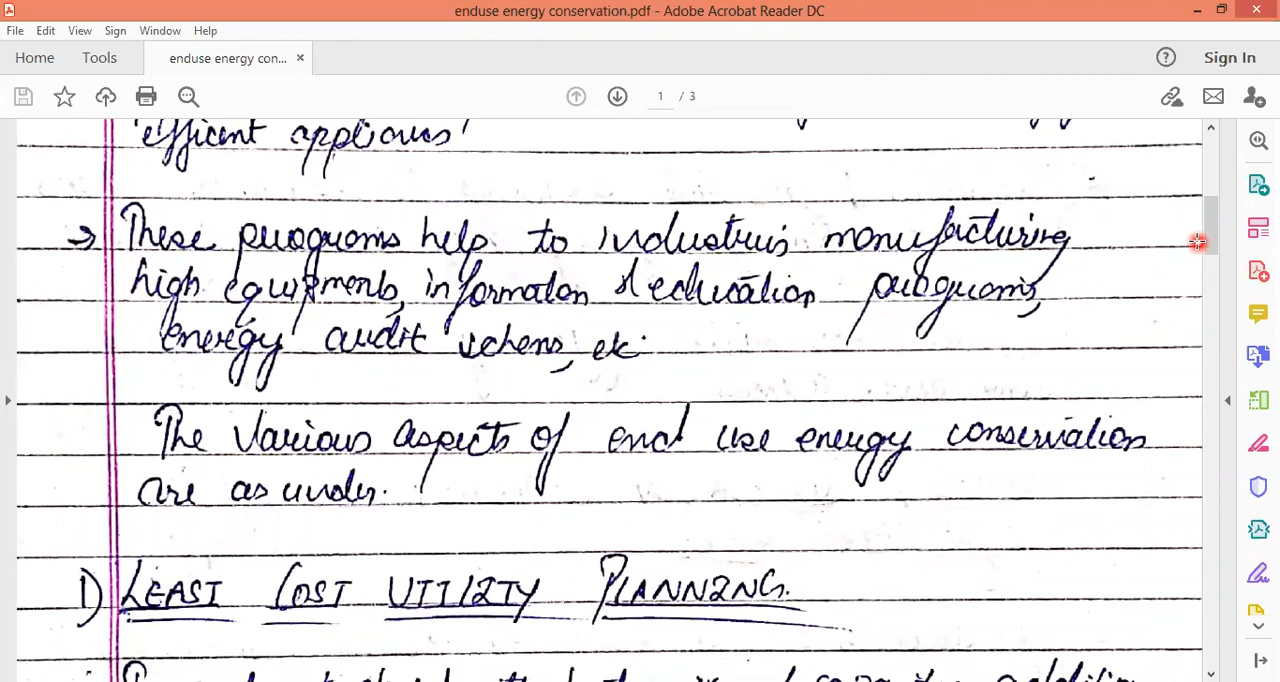 enduse energy conservation.pdf - Adobe Acrobat Reader DC
File Edit View Sign Window Help
Home Tools enduse energy con... × Sign In
1 / 3
'efficent appliances'
→ These programs help to industries manufacturing
high equipments, information & education programs,
energy audit schems, etc.
The various aspects of end use energy conservation
are as under.
1) LEAST COST UTILITY PLANNING.